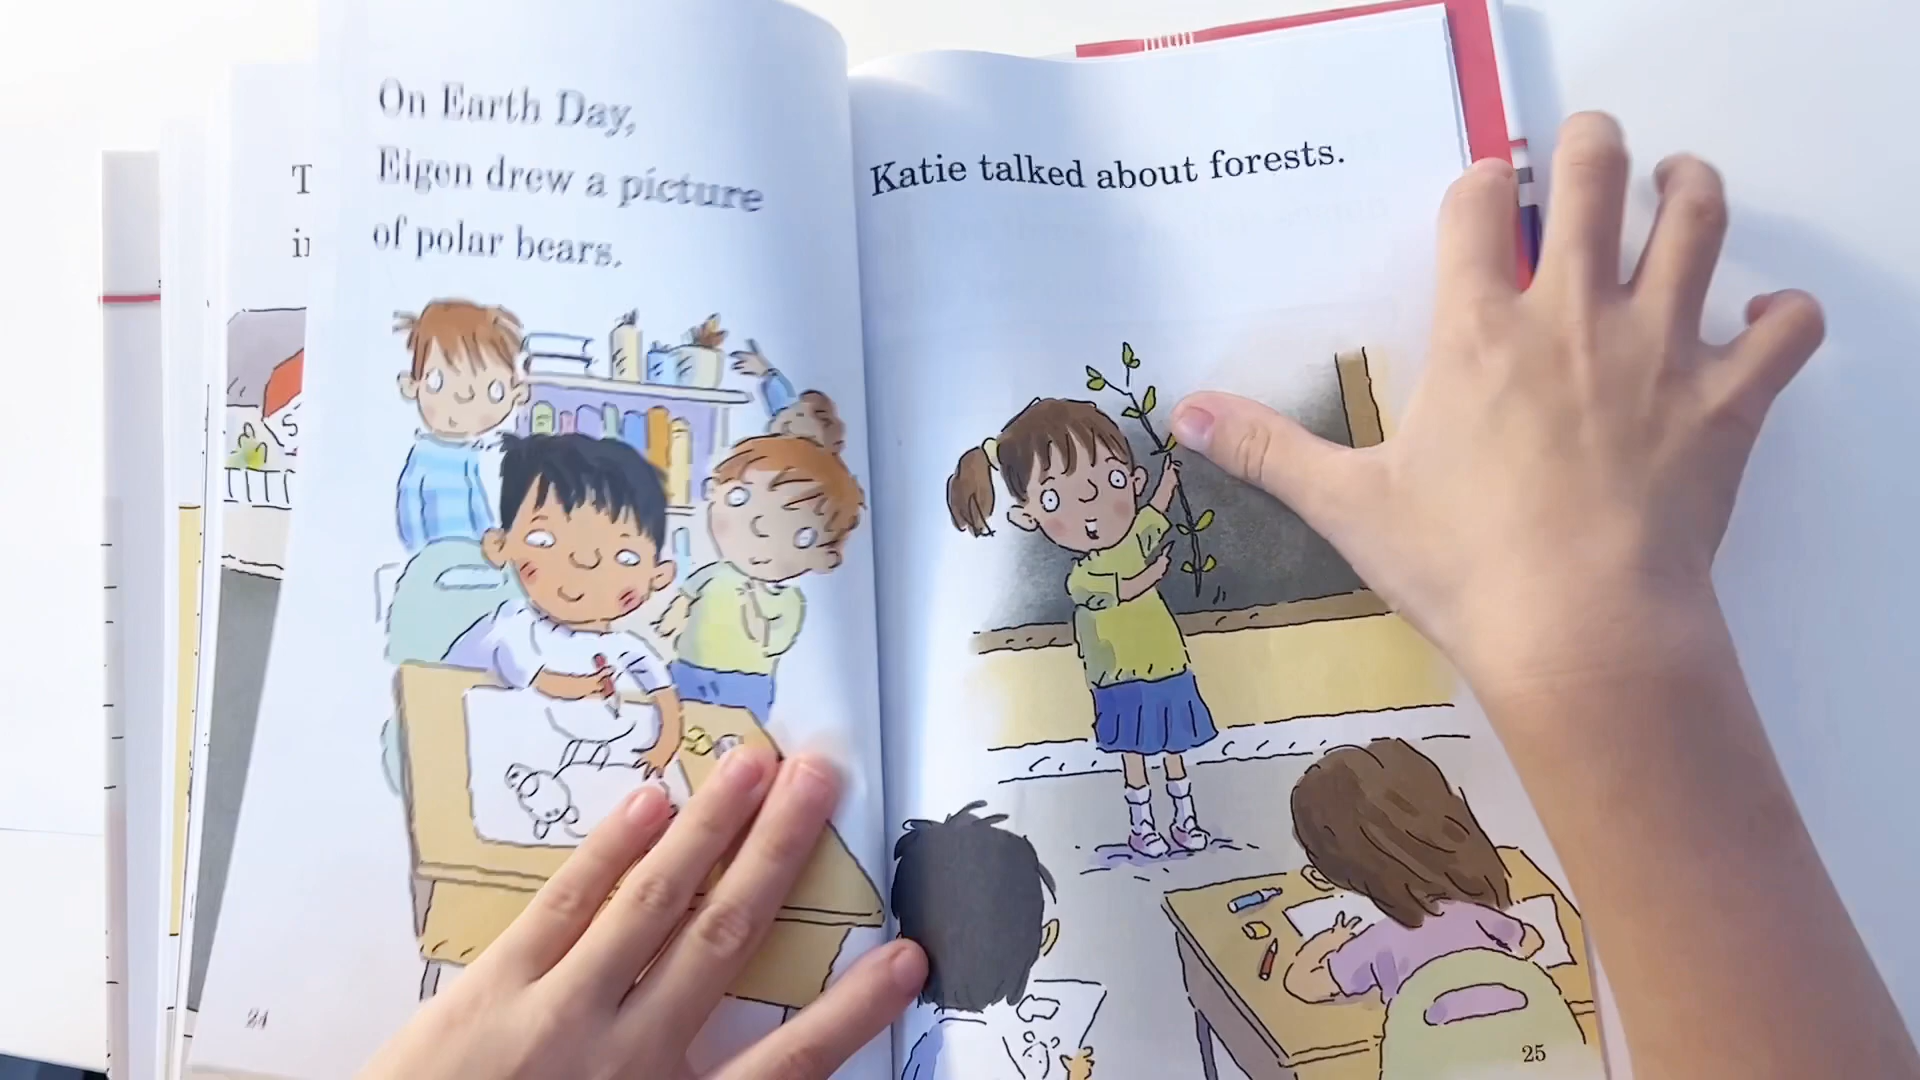 On Earth Day,
Eigen drew a picture
of polar bears.
24
Katie talked about forests.
25